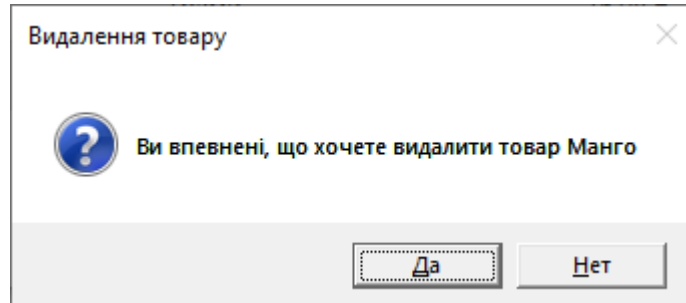 Видалення товару
Ви впевнені, що хочете видалити товар Манго
Да
Нет